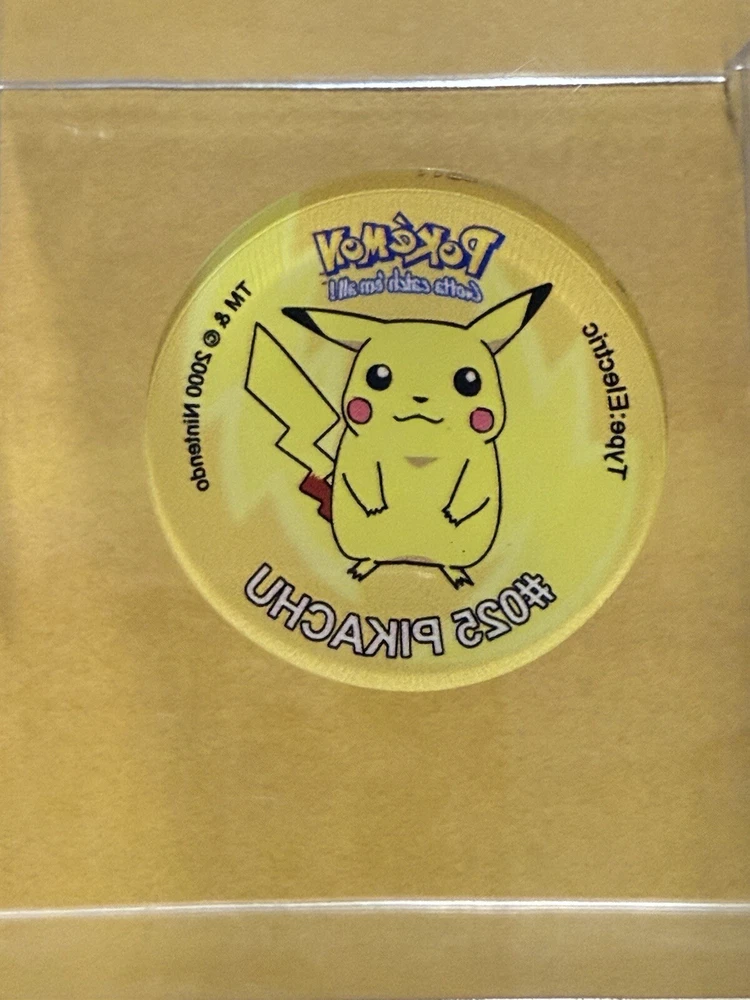 Pokémon
Gotta catch 'em all!
TM & © 2000 Nintendo
Type:Electric
#025 PIKACHU